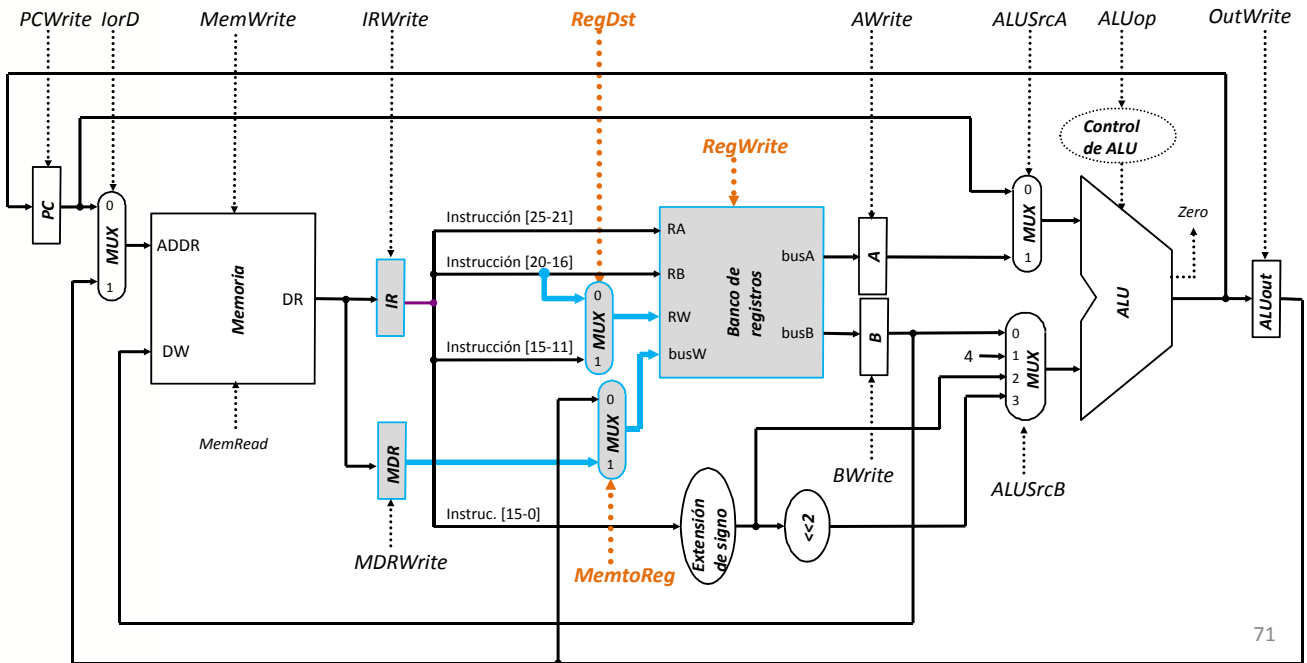 PCWrite IorD MemWrite IRWrite RegDst AWrite ALUSrcA ALUop OutWrite
Control
de ALU
RegWrite
PC
0
MUX
1
ADDR
Memoria
DR
DW
MemRead
IR
MDR
MDRWrite
Instrucción [25-21]
Instrucción [20-16]
Instrucción [15-11]
Instruc. [15-0]
0
MUX
1
0
MUX
1
MemtoReg
RA
RB
RW
busW
Banco de
registros
busA
busB
A
B
BWrite
Extensión
de signo
<<2
0
MUX
1
4
0
1
2
3
MUX
ALUSrcB
ALU
Zero
ALUout
71